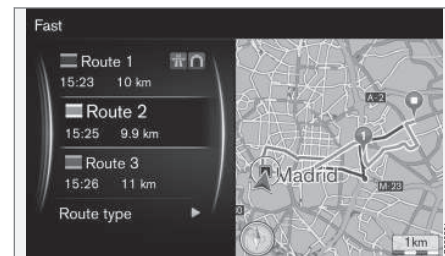 Fast
Route 1
15:23 10 km
Route 2
15:25 9.9 km
Route 3
15:26 11 km
Route type
A-2
1
Madrid
M-23
1km